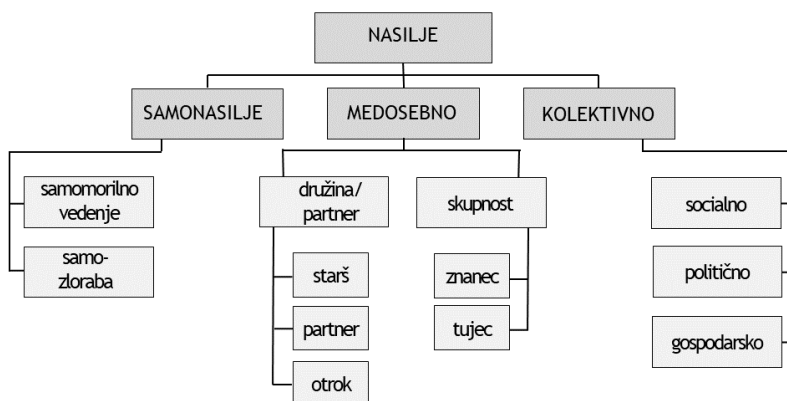 NASILJE
SAMONASILJE
MEDOSEBNO
KOLEKTIVNO
samomorilno
vedenje
samo-
zloraba
družina/
partner
starš
partner
otrok
skupnost
znanec
tujec
socialno
politično
gospodarsko